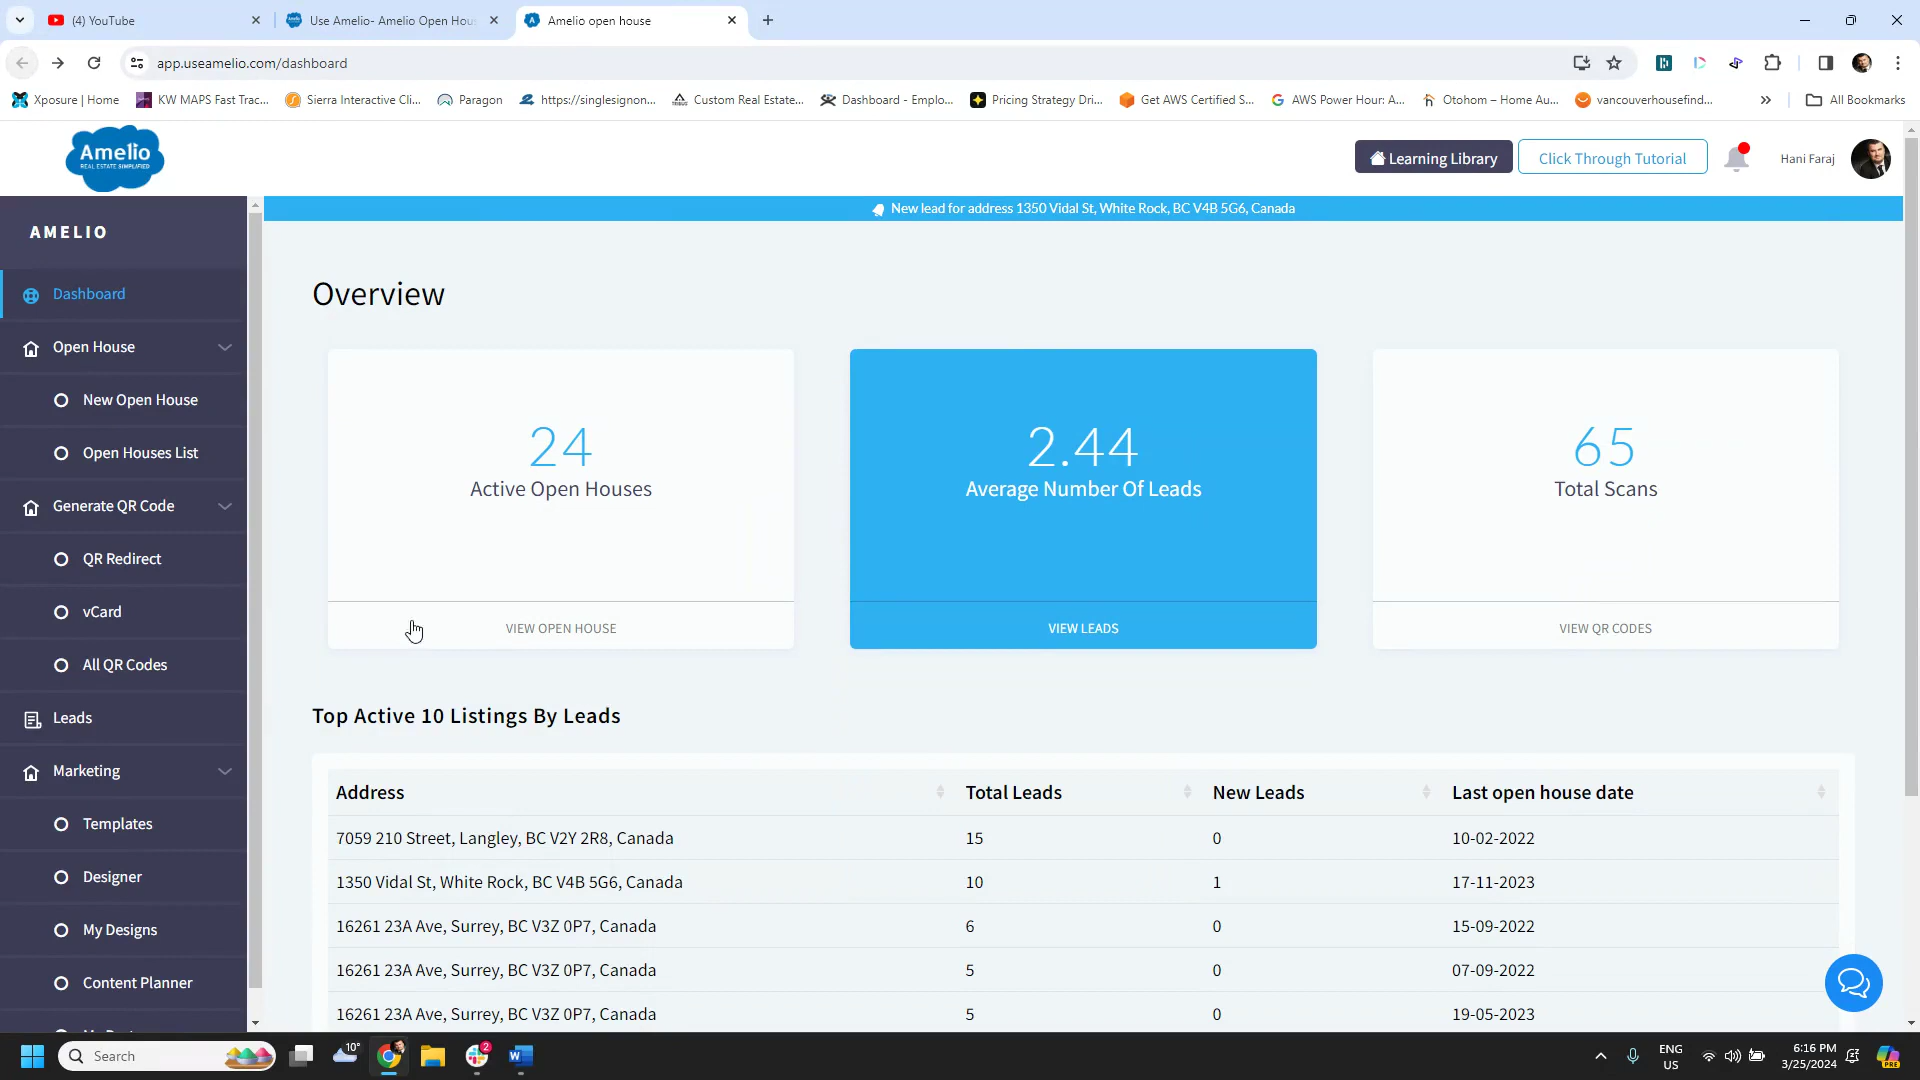 (4) YouTube
Use Amelio- Amelio Open Hou
Amelio open house
app.useamelio.com/dashboard
Xposure | Home
KW MAPS Fast Trac...
Sierra Interactive Cli...
Paragon
https://singlesignon...
Custom Real Estate...
Dashboard - Emplo...
Pricing Strategy Dri...
Get AWS Certified S...
AWS Power Hour: A...
Otohom – Home Au...
vancouverhousefind...
All Bookmarks
Amelio
REAL ESTATE SIMPLIFIED
Learning Library
Click Through Tutorial
Hani Faraj
New lead for address 1350 Vidal St, White Rock, BC V4B 5G6, Canada
AMELIO
Dashboard
Open House
New Open House
Open Houses List
Generate QR Code
QR Redirect
vCard
All QR Codes
Leads
Marketing
Templates
Designer
My Designs
Content Planner
Overview
24
Active Open Houses
VIEW OPEN HOUSE
2.44
Average Number Of Leads
VIEW LEADS
65
Total Scans
VIEW QR CODES
Top Active 10 Listings By Leads
Address Total Leads New Leads Last open house date
7059 210 Street, Langley, BC V2Y 2R8, Canada 15 0 10-02-2022
1350 Vidal St, White Rock, BC V4B 5G6, Canada 10 1 17-11-2023
16261 23A Ave, Surrey, BC V3Z 0P7, Canada 6 0 15-09-2022
16261 23A Ave, Surrey, BC V3Z 0P7, Canada 5 0 07-09-2022
16261 23A Ave, Surrey, BC V3Z 0P7, Canada 5 0 19-05-2023
Search
10°
2
ENG
US
6:16 PM
3/25/2024
PRE